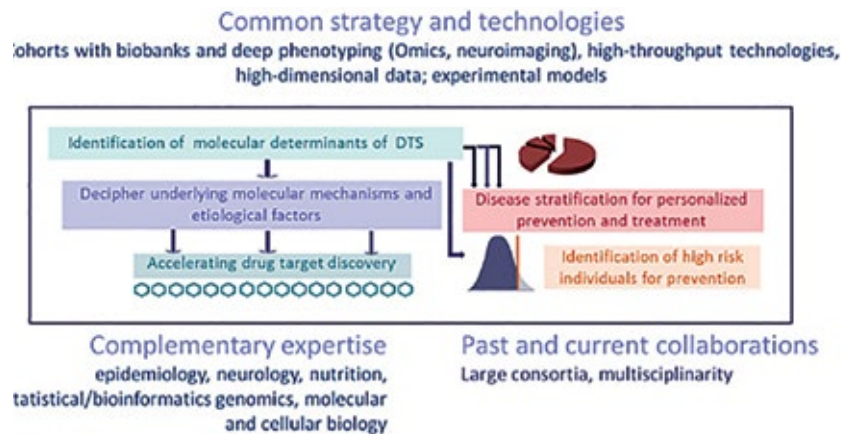 Common strategy and technologies
ohorts with biobanks and deep phenotyping (Omics, neuroimaging), high-throughput technologies,
high-dimensional data; experimental models
Identification of molecular determinants of DTS
Decipher underlying molecular mechanisms and
etiological factors
Accelerating drug target discovery
Disease stratification for personalized
prevention and treatment
Identification of high risk
individuals for prevention
Complementary expertise
epidemiology, neurology, nutrition,
tatistical/bioinformatics genomics, molecular
and cellular biology
Past and current collaborations
Large consortia, multisciplinarity